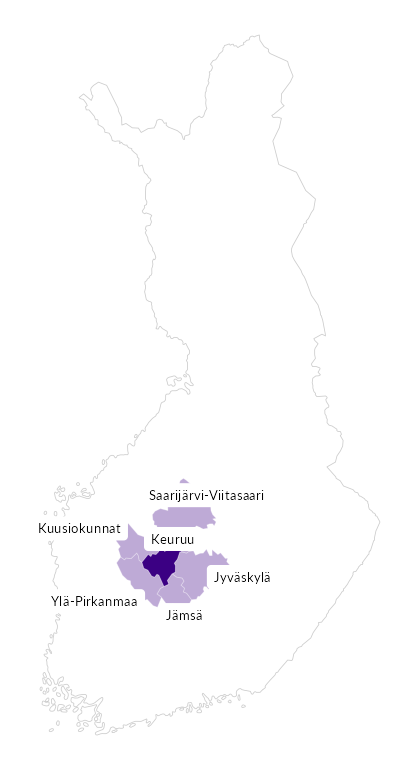 Saarijärvi-Viitasaari
Kuusiokunnat
Keuruu
Jyväskylä
Ylä-Pirkanmaa
Jämsä